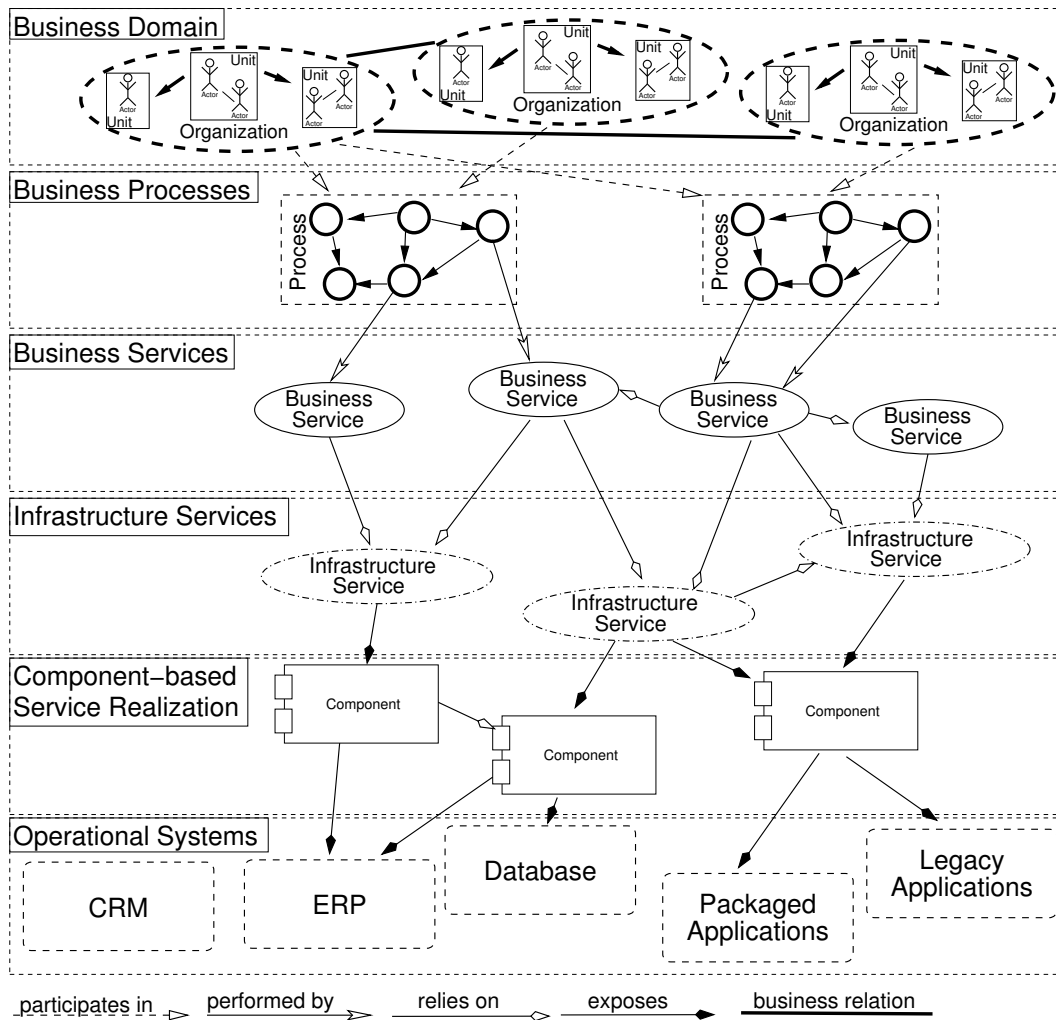 Business Domain
Unit
Actor
Actor
Unit
Actor
Actor
Unit
Actor
Organization
Unit
Actor
Actor
Unit
Actor
Actor
Unit
Actor
Organization
Unit
Actor
Actor
Unit
Actor
Actor
Unit
Actor
Organization
Business Processes
Process
Process
Business Services
Business
Service
Business
Service
Business
Service
Business
Service
Infrastructure Services
Infrastructure
Service
Infrastructure
Service
Infrastructure
Service
Component-based
Service Realization
Component
Component
Component
Operational Systems
CRM
ERP
Database
Packaged
Applications
Legacy
Applications
participates in
performed by
relies on
exposes
business relation